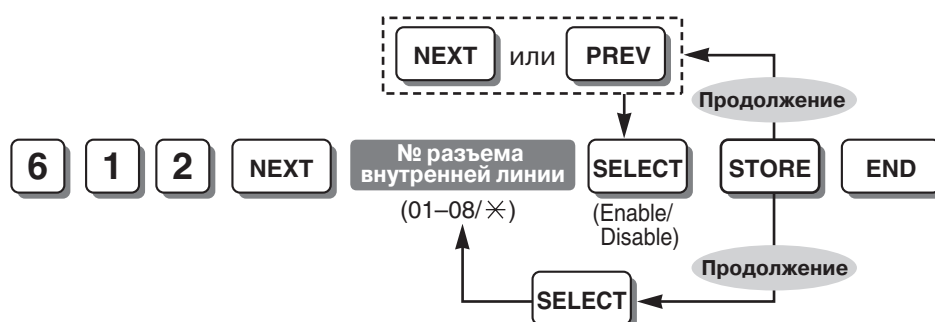 NEXT или PREV
Продолжение
6 1 2 NEXT № разъема внутренней линии SELECT STORE END
(01–08/✳)
(Enable/
Disable)
Продолжение
SELECT